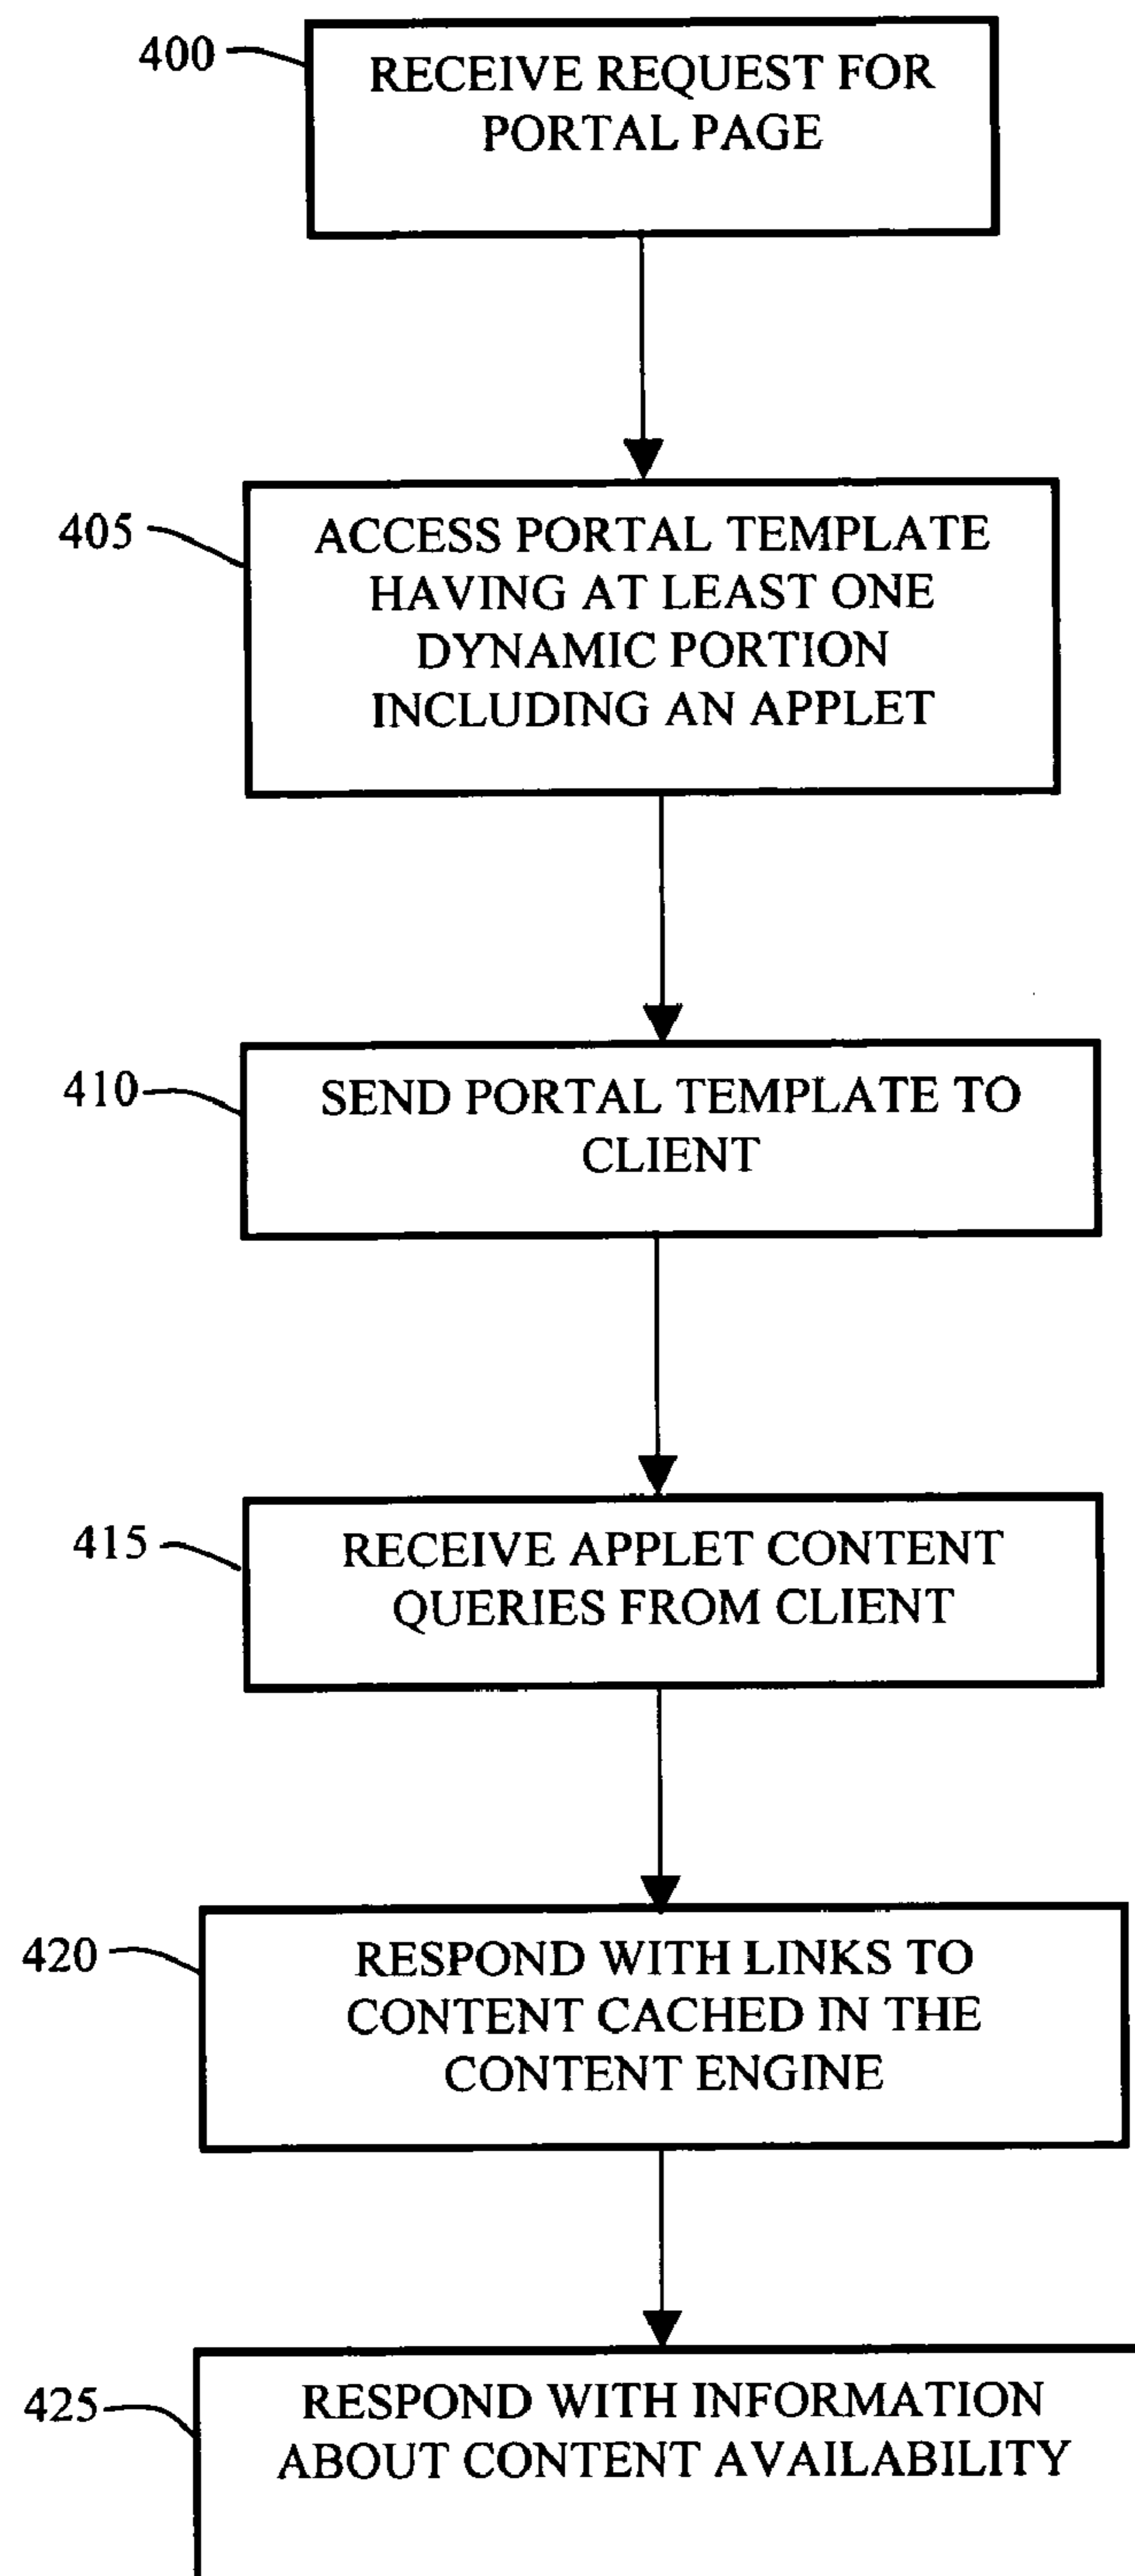 400
RECEIVE REQUEST FOR
PORTAL PAGE
405
ACCESS PORTAL TEMPLATE
HAVING AT LEAST ONE
DYNAMIC PORTION
INCLUDING AN APPLET
410
SEND PORTAL TEMPLATE TO
CLIENT
415
RECEIVE APPLET CONTENT
QUERIES FROM CLIENT
420
RESPOND WITH LINKS TO
CONTENT CACHED IN THE
CONTENT ENGINE
425
RESPOND WITH INFORMATION
ABOUT CONTENT AVAILABILITY